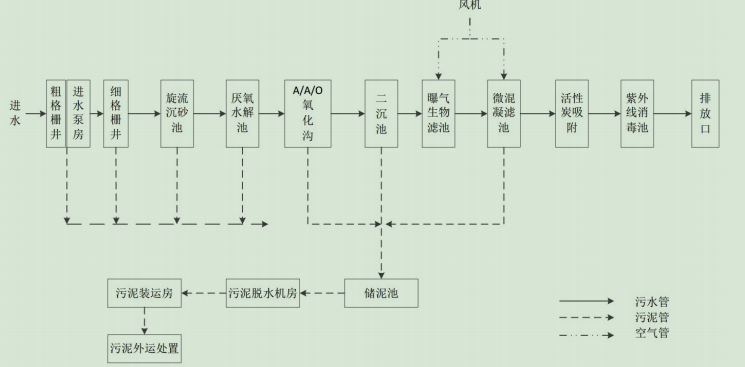 风机
进
水
粗
格
栅
井
进
水
泵
房
细
格
栅
井
旋流
沉砂
池
厌氧
水解
池
A/A/O
氧
化
沟
二
沉
池
曝气
生物
滤池
微混
凝滤
池
活性
炭吸
附
紫外
线消
毒池
排
放
口
污泥装运房
污泥脱水机房
储泥池
污泥外运处置
污水管
污泥管
空气管